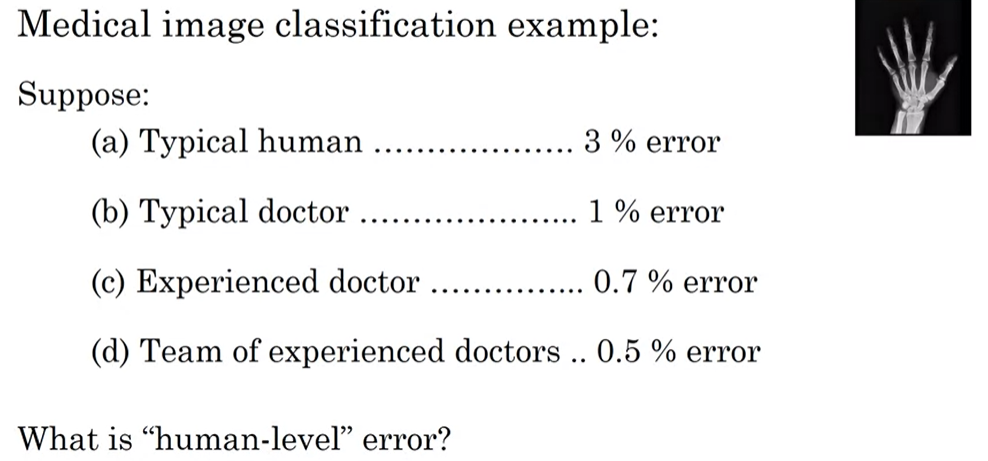 Medical image classification example:
Suppose:
(a) Typical human ................... 3 % error
(b) Typical doctor ..................... 1 % error
(c) Experienced doctor ............... 0.7 % error
(d) Team of experienced doctors .. 0.5 % error
What is “human-level” error?